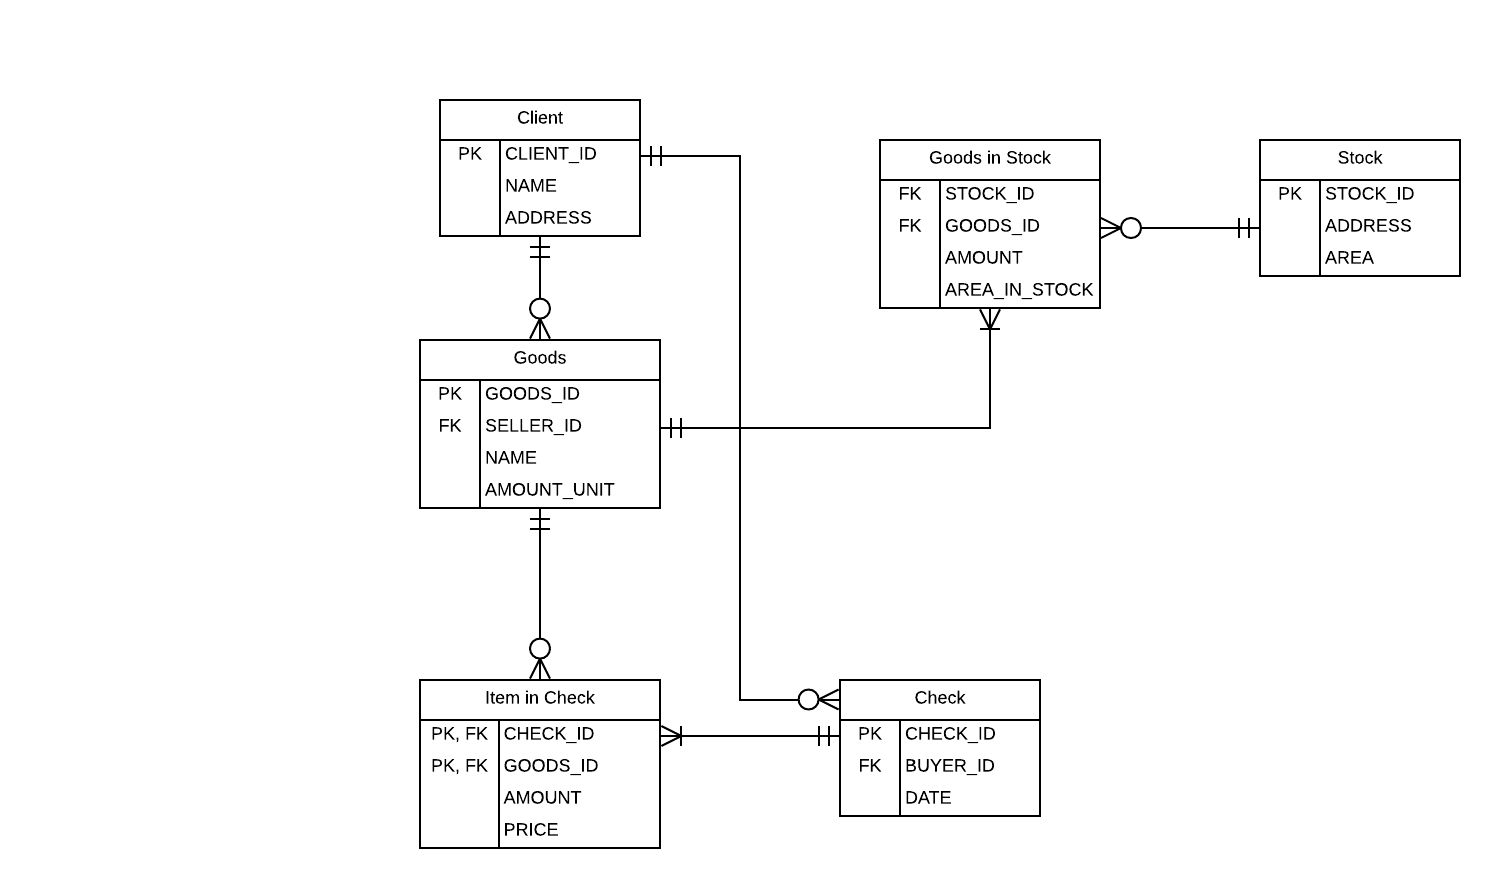 Client
PK CLIENT_ID
NAME
ADDRESS
Goods in Stock
FK STOCK_ID
FK GOODS_ID
AMOUNT
AREA_IN_STOCK
Stock
PK STOCK_ID
ADDRESS
AREA
Goods
PK GOODS_ID
FK SELLER_ID
NAME
AMOUNT_UNIT
Item in Check
PK, FK CHECK_ID
PK, FK GOODS_ID
AMOUNT
PRICE
Check
PK CHECK_ID
FK BUYER_ID
DATE